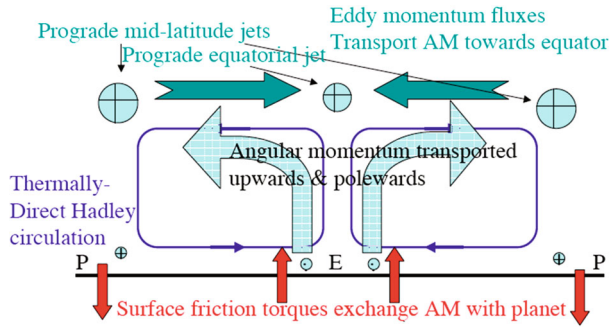 Eddy momentum fluxes
Prograde mid-latitude jets
Transport AM towards equator
Prograde equatorial jet
Angular momentum transported
upwards & polewards
Thermally-
Direct Hadley
circulation
P
E
P
Surface friction torques exchange AM with planet